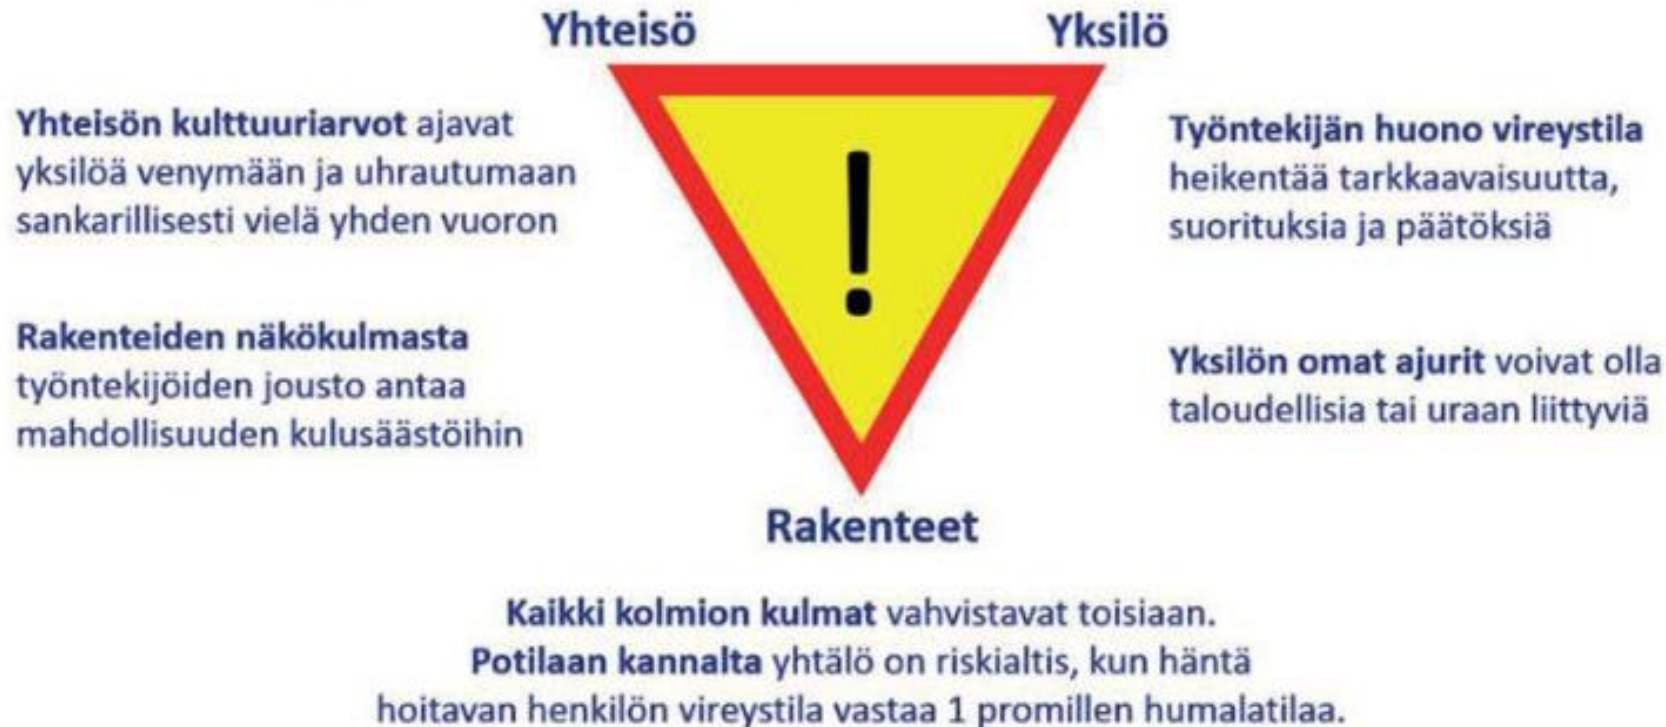 Yhteisö
Yksilö
Yhteisön kulttuuriarvot ajavat
yksilöä venymään ja uhrautumaan
sankarillisesti vielä yhden vuoron
Rakenteiden näkökulmasta
työntekijöiden jousto antaa
mahdollisuuden kulusäästöihin
!
Työntekijän huono vireystila
heikentää tarkkaavaisuutta,
suorituksia ja päätöksiä
Yksilön omat ajurit voivat olla
taloudellisia tai uraan liittyviä
Rakenteet
Kaikki kolmion kulmat vahvistavat toisiaan.
Potilaan kannalta yhtälö on riskialtis, kun häntä
hoitavan henkilön vireystila vastaa 1 promillen humalatilaa.